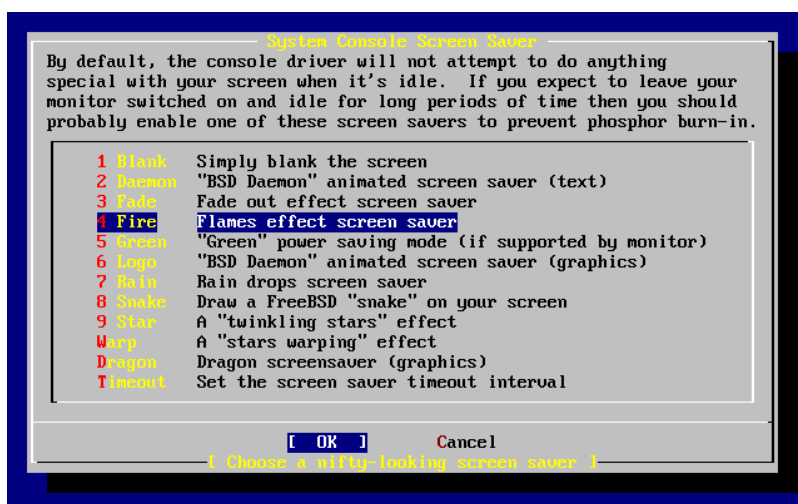 System Console Screen Saver
By default, the console driver will not attempt to do anything
special with your screen when it's idle.  If you expect to leave your
monitor switched on and idle for long periods of time then you should
probably enable one of these screen savers to prevent phosphor burn-in.
1 Blank Simply blank the screen
2 Daemon "BSD Daemon" animated screen saver (text)
3 Fade Fade out effect screen saver
4 Fire Flames effect screen saver
5 Green "Green" power saving mode (if supported by monitor)
6 Logo "BSD Daemon" animated screen saver (graphics)
7 Rain Rain drops screen saver
8 Snake Draw a FreeBSD "snake" on your screen
9 Star A "twinkling stars" effect
Warp A "stars warping" effect
Dragon Dragon screensaver (graphics)
Timeout Set the screen saver timeout interval
[ OK ] Cancel
[ Choose a nifty-looking screen saver ]